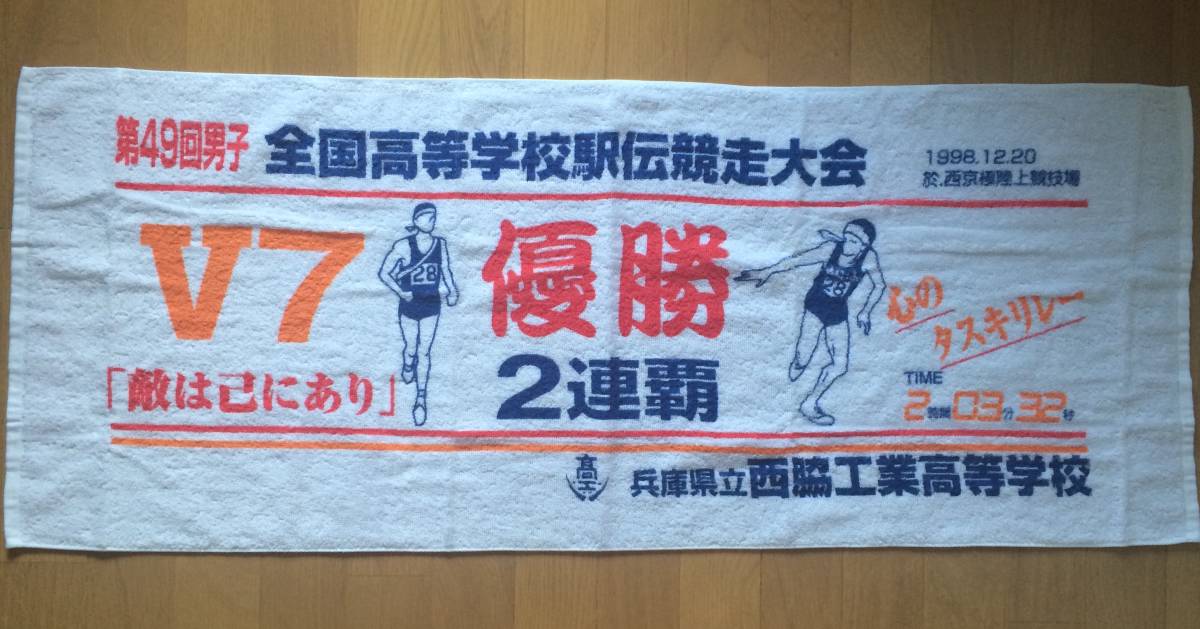 第49回男子 全国高等学校駅伝競走大会
1998.12.20
於.西京極陸上競技場
V7
28
優勝
28
心の
タスキリレー
「敵は己にあり」
2連覇
TIME
2時間03分32秒
高工
兵庫県立西脇工業高等学校